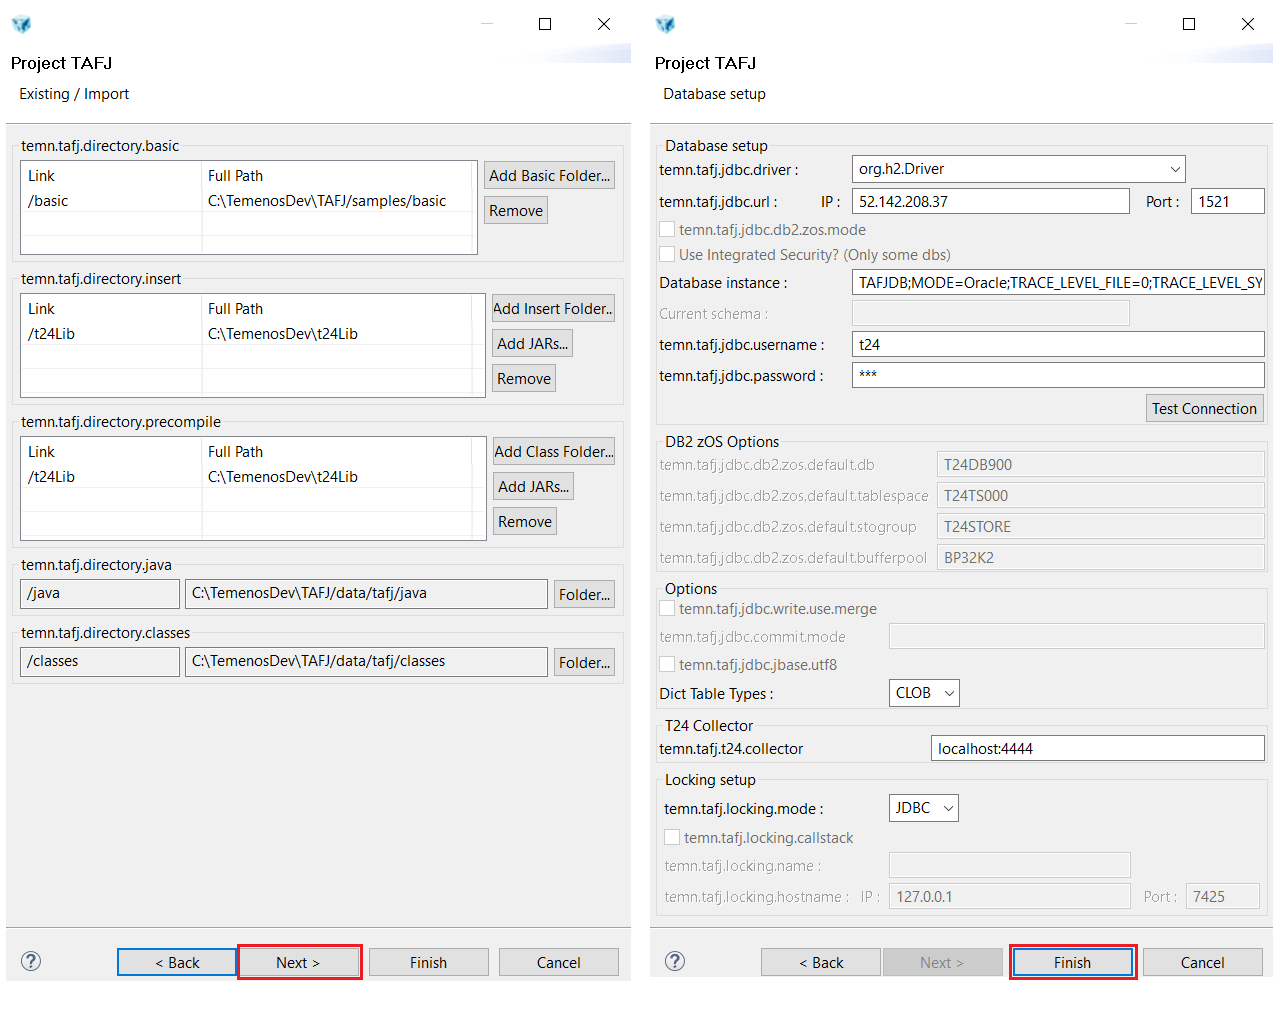 Project TAFJ
Existing / Import
temn.tafj.directory.basic
Link Full Path
/basic C:\TemenosDev\TAFJ/samples/basic
Add Basic Folder...
Remove
temn.tafj.directory.insert
Link Full Path
/t24Lib C:\TemenosDev\t24Lib
Add Insert Folder..
Add JARs...
Remove
temn.tafj.directory.precompile
Link Full Path
/t24Lib C:\TemenosDev\t24Lib
Add Class Folder...
Add JARs...
Remove
temn.tafj.directory.java
/java C:\TemenosDev\TAFJ/data/tafj/java Folder...
temn.tafj.directory.classes
/classes C:\TemenosDev\TAFJ/data/tafj/classes Folder...
? < Back Next > Finish Cancel
Project TAFJ
Database setup
Database setup
temn.tafj.jdbc.driver : org.h2.Driver
temn.tafj.jdbc.url : IP : 52.142.208.37 Port : 1521
temn.tafj.jdbc.db2.zos.mode
Use Integrated Security? (Only some dbs)
Database instance : TAFJDB;MODE=Oracle;TRACE_LEVEL_FILE=0;TRACE_LEVEL_SY
Current schema :
temn.tafj.jdbc.username : t24
temn.tafj.jdbc.password : ***
Test Connection
DB2 zOS Options
temn.tafj.jdbc.db2.zos.default.db T24DB900
temn.tafj.jdbc.db2.zos.default.tablespace T24TS000
temn.tafj.jdbc.db2.zos.default.stogroup T24STORE
temn.tafj.jdbc.db2.zos.default.bufferpool BP32K2
Options
temn.tafj.jdbc.write.use.merge
temn.tafj.jdbc.commit.mode
temn.tafj.jdbc.jbase.utf8
Dict Table Types : CLOB
T24 Collector
temn.tafj.t24.collector localhost:4444
Locking setup
temn.tafj.locking.mode : JDBC
temn.tafj.locking.callstack
temn.tafj.locking.name :
temn.tafj.locking.hostname : IP : 127.0.0.1 Port : 7425
? < Back Next > Finish Cancel